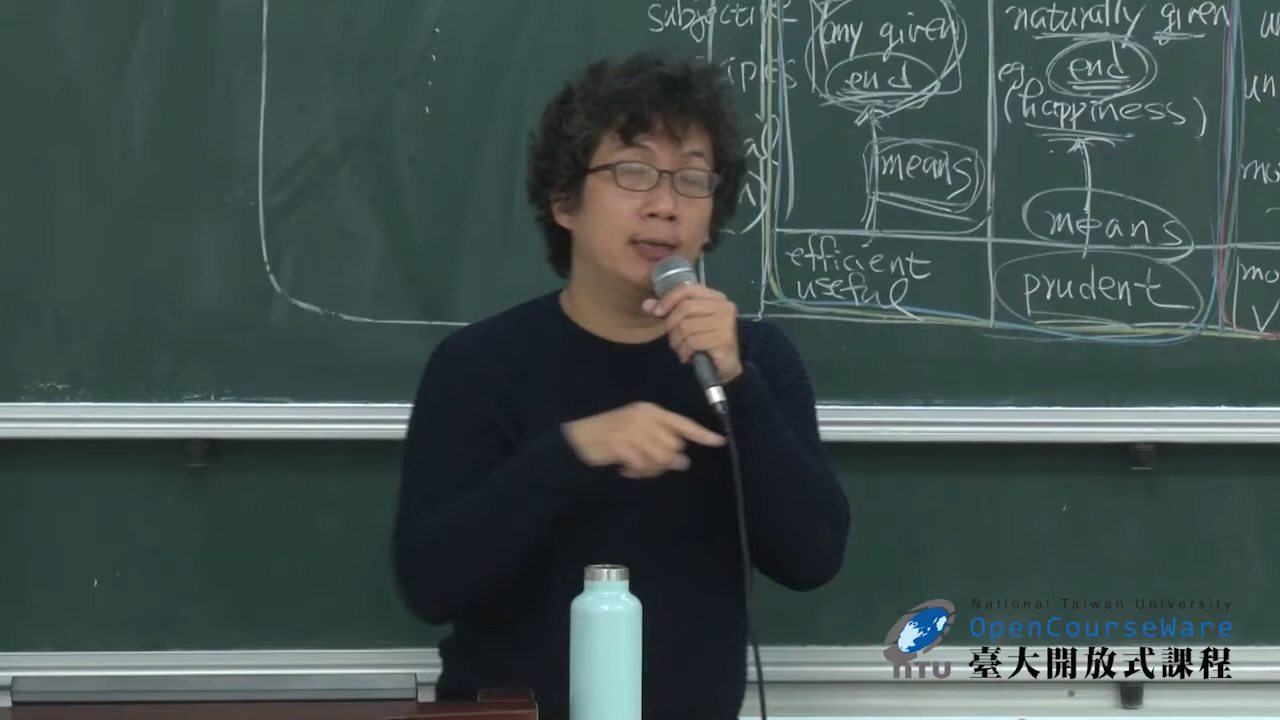 any given
end
means
efficient
useful
naturally given
eg. end
(happiness)
means
prudent
National Taiwan University
OpenCourseWare
NTU 臺大開放式課程